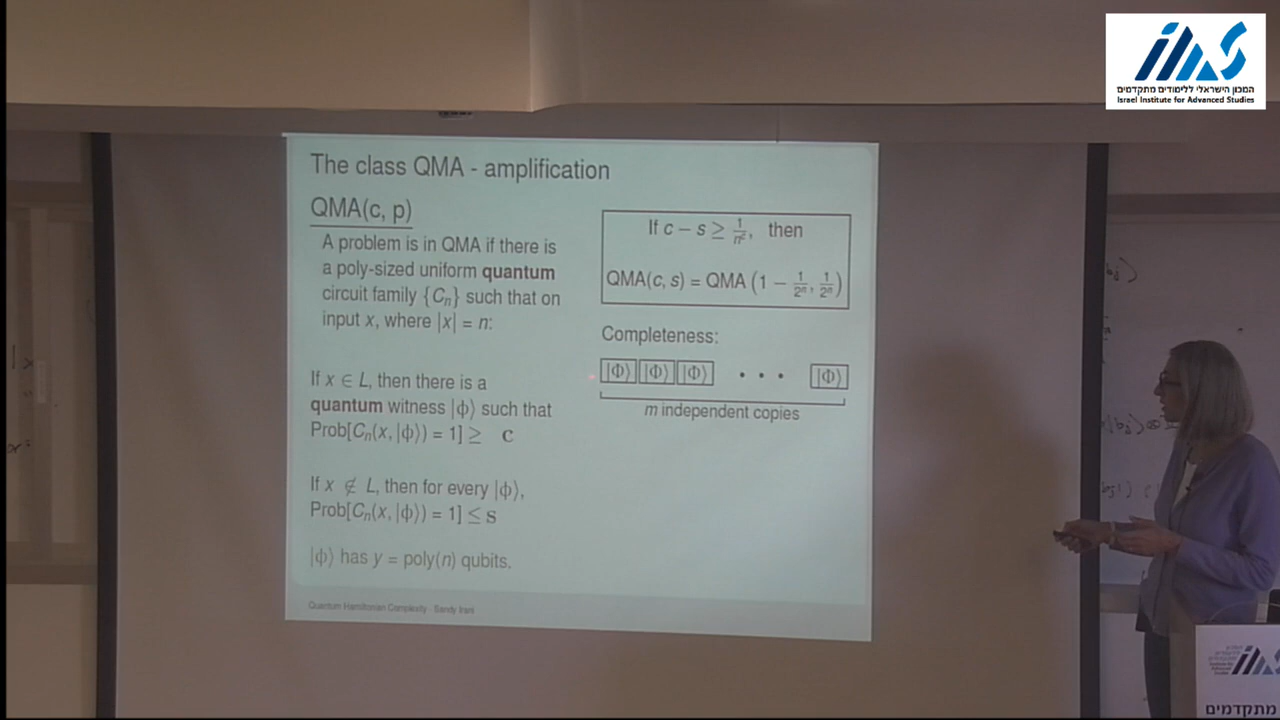 המכון הישראלי ללימודים מתקדמים
Israel Institute for Advanced Studies
The class QMA - amplification
QMA(c, p)
A problem is in QMA if there is
a poly-sized uniform quantum
circuit family {Cₙ} such that on
input x, where |x| = n:
If x ∈ L, then there is a
quantum witness |ϕ⟩ such that
Prob[Cₙ(x, |ϕ⟩) = 1] ≥ c
If x ∉ L, then for every |ϕ⟩,
Prob[Cₙ(x, |ϕ⟩) = 1] ≤ s
|ϕ⟩ has y = poly(n) qubits.
If c − s ≥ 1/nᶜ, then
QMA(c, s) = QMA (1 − 1/2ⁿ, 1/2ⁿ)
Completeness:
|Φ⟩ |Φ⟩ |Φ⟩ • • • |Φ⟩
m independent copies
Quantum Hamiltonian Complexity Sandy Irani
מתקדמים